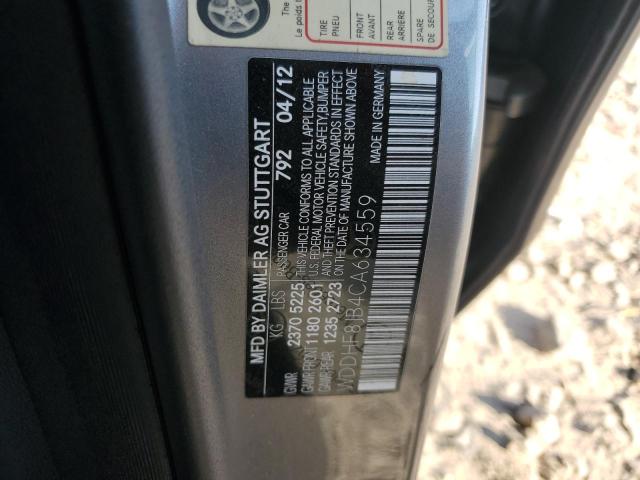 MFD BY DAIMLER AG STUTTGART 792 04/12
KG LBS PASSENGER CAR
GVWR 2370 5225 THIS VEHICLE CONFORMS TO ALL APPLICABLE
GAWR FRONT 1180 2601 U.S. FEDERAL MOTOR VEHICLE SAFETY,BUMPER
GAWR REAR 1235 2723 AND THEFT PREVENTION STANDARDS IN EFFECT
ON THE DATE OF MANUFACTURE SHOWN ABOVE
WDDHF8JB4CA634559 MADE IN GERMANY
The
Le poids
TIRE
PNEU
FRONT
AVANT
REAR
ARRIERE
SPARE
DE SECOURS